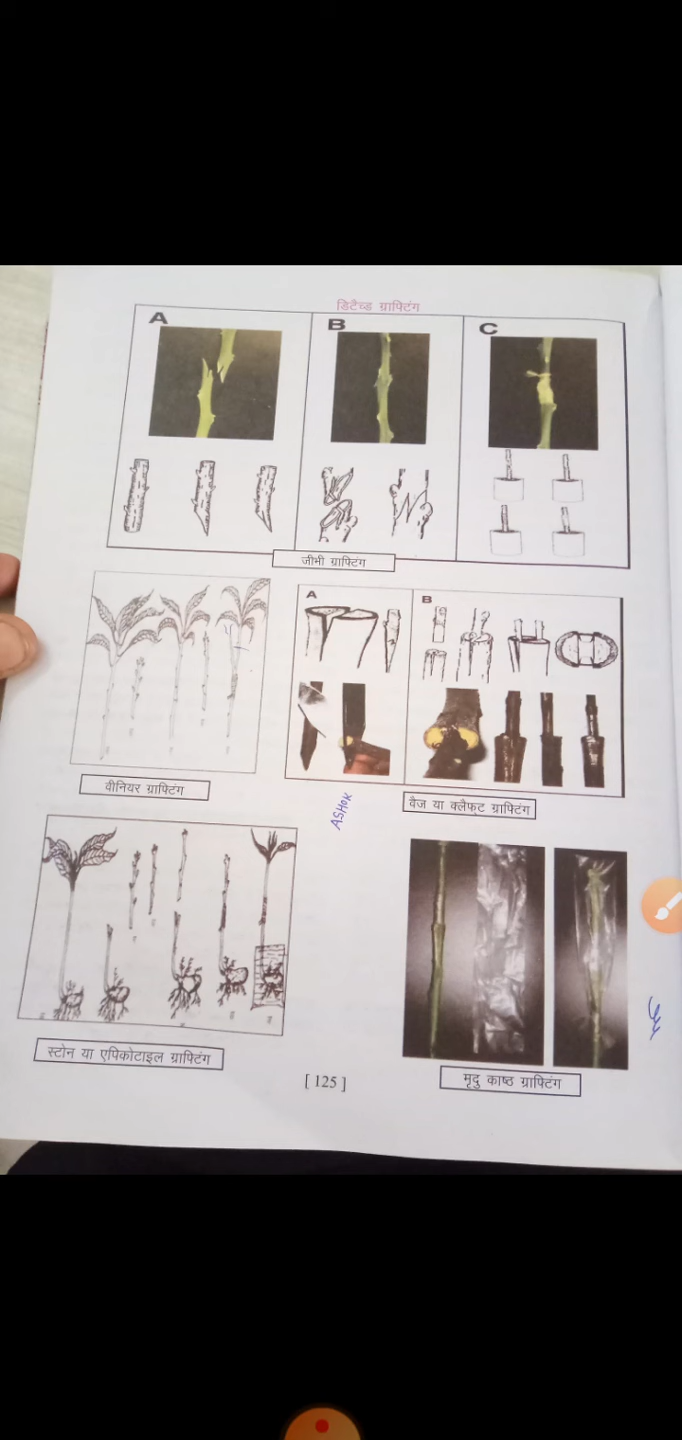 डिटैच्ड ग्राफ्टिंग
A
B
C
जीभी ग्राफ्टिंग
A
B
वीनियर ग्राफ्टिंग
वैज या क्लैफ्ट ग्राफ्टिंग
ASHOK
स्टोन या एपिकोटाइल ग्राफ्टिंग
[ 125 ]
मृदु काष्ठ ग्राफ्टिंग